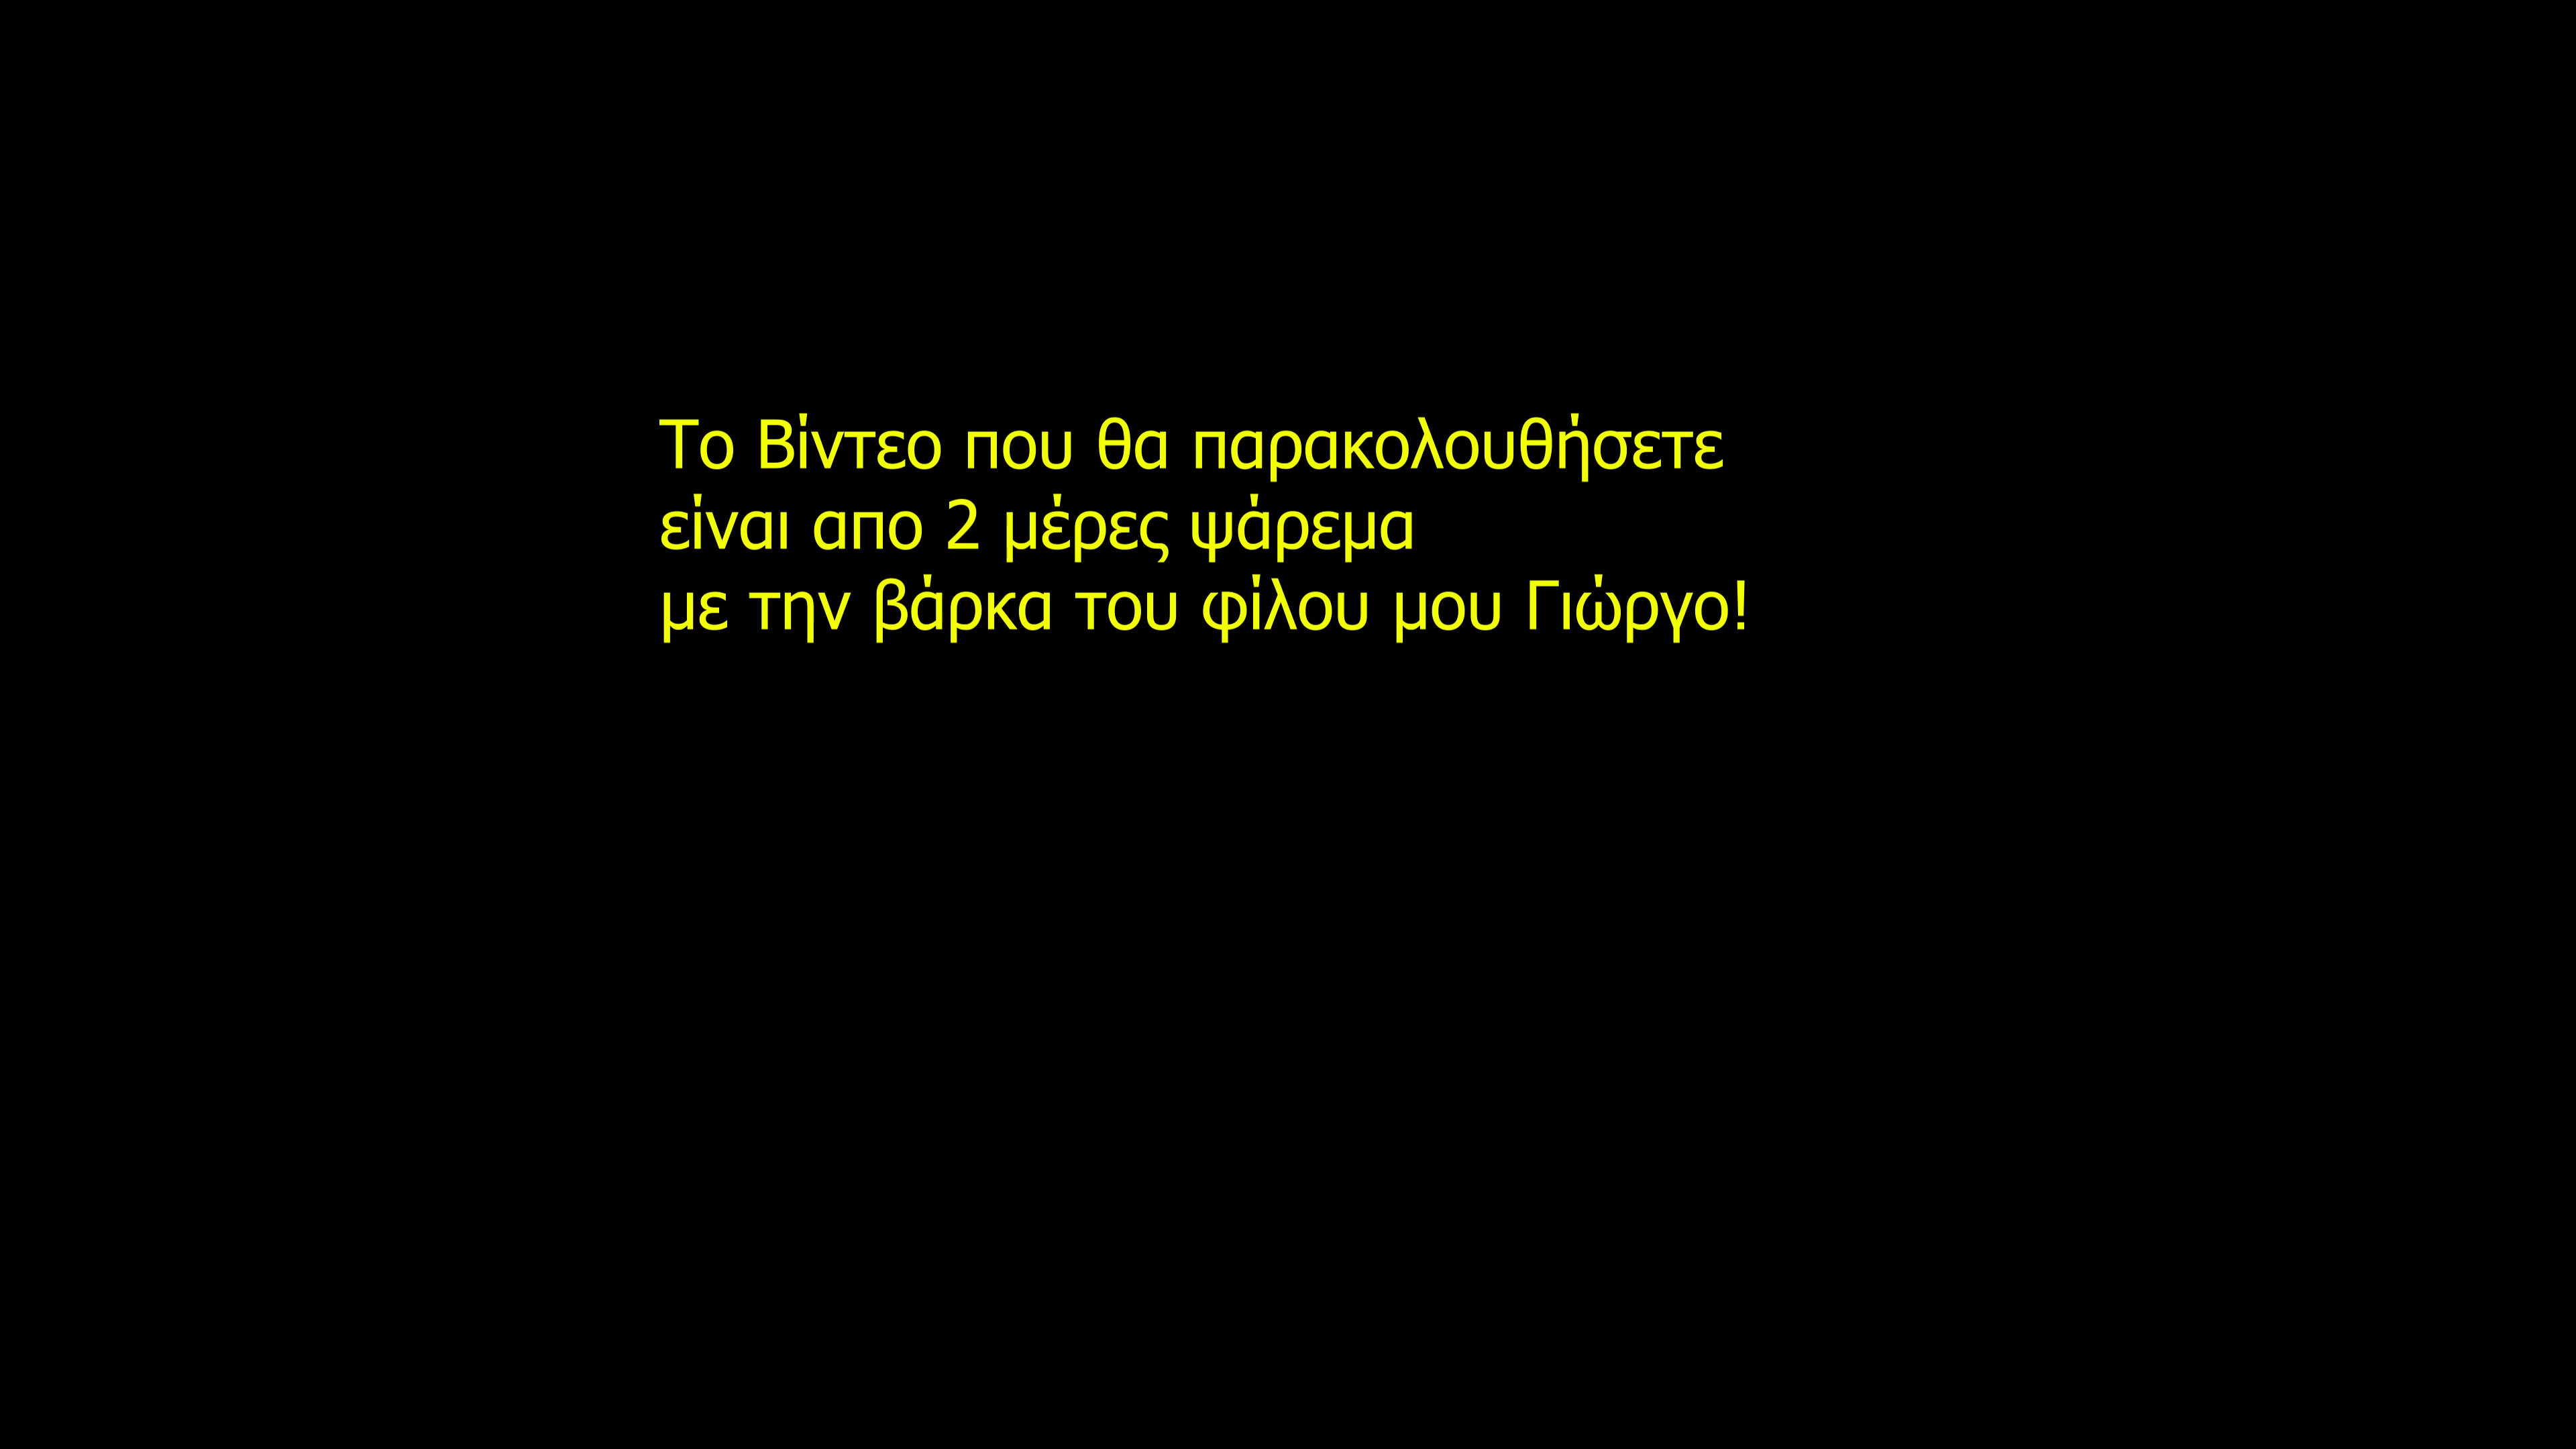 Το Βίντεο που θα παρακολουθήσετε
είναι απο 2 μέρες ψάρεμα
με την βάρκα του φίλου μου Γιώργο!